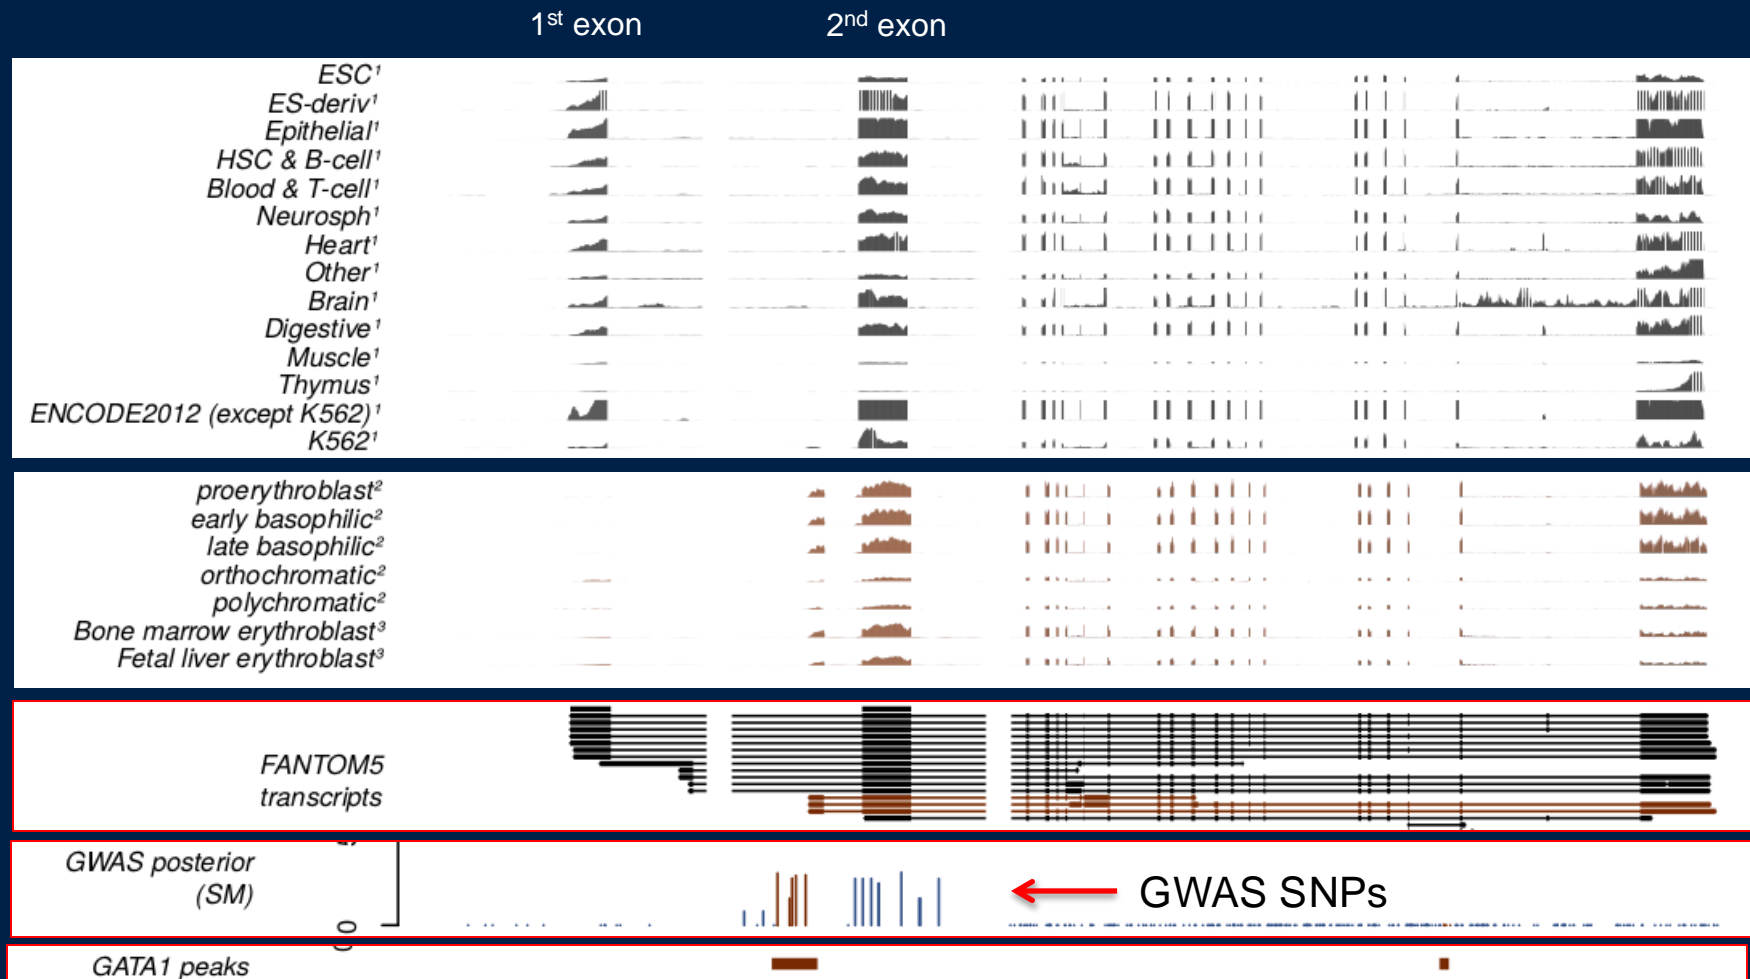 1st exon
2nd exon
ESC1
ES-deriv1
Epithelial1
HSC & B-cell1
Blood & T-cell1
Neurosph1
Heart1
Other1
Brain1
Digestive1
Muscle1
Thymus1
ENCODE2012 (except K562)1
K5621
proerythroblast2
early basophilic2
late basophilic2
orthochromatic2
polychromatic2
Bone marrow erythroblast3
Fetal liver erythroblast3
FANTOM5
transcripts
GWAS posterior
(SM)
GWAS SNPs
GATA1 peaks